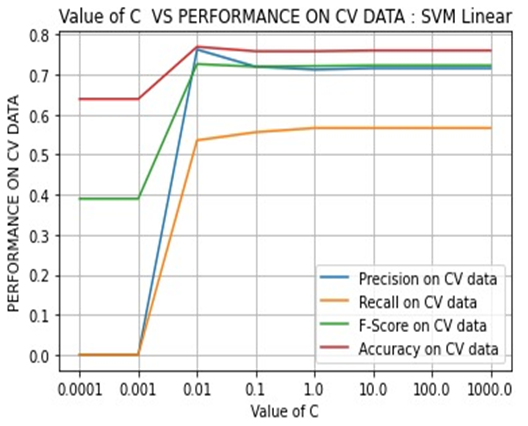 Value of C VS PERFORMANCE ON CV DATA : SVM Linear
PERFORMANCE ON CV DATA
0.8
0.7
0.6
0.5
0.4
0.3
0.2
0.1
0.0
Precision on CV data
Recall on CV data
F-Score on CV data
Accuracy on CV data
0.0001 0.001 0.01 0.1 1.0 10.0 100.0 1000.0
Value of C